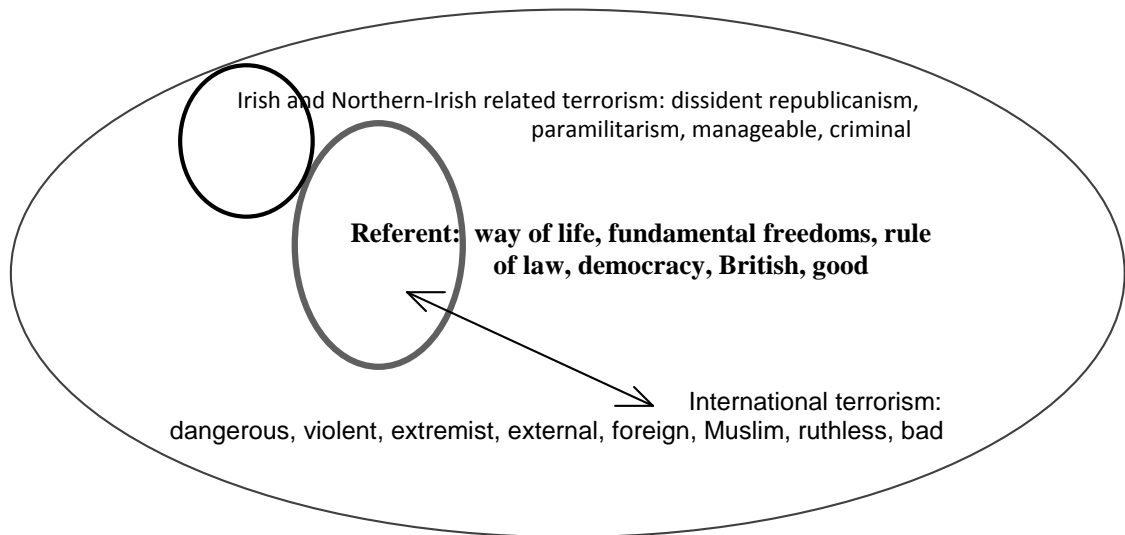 Irish and Northern-Irish related terrorism: dissident republicanism,
paramilitarism, manageable, criminal
Referent: way of life, fundamental freedoms, rule
of law, democracy, British, good
International terrorism:
dangerous, violent, extremist, external, foreign, Muslim, ruthless, bad